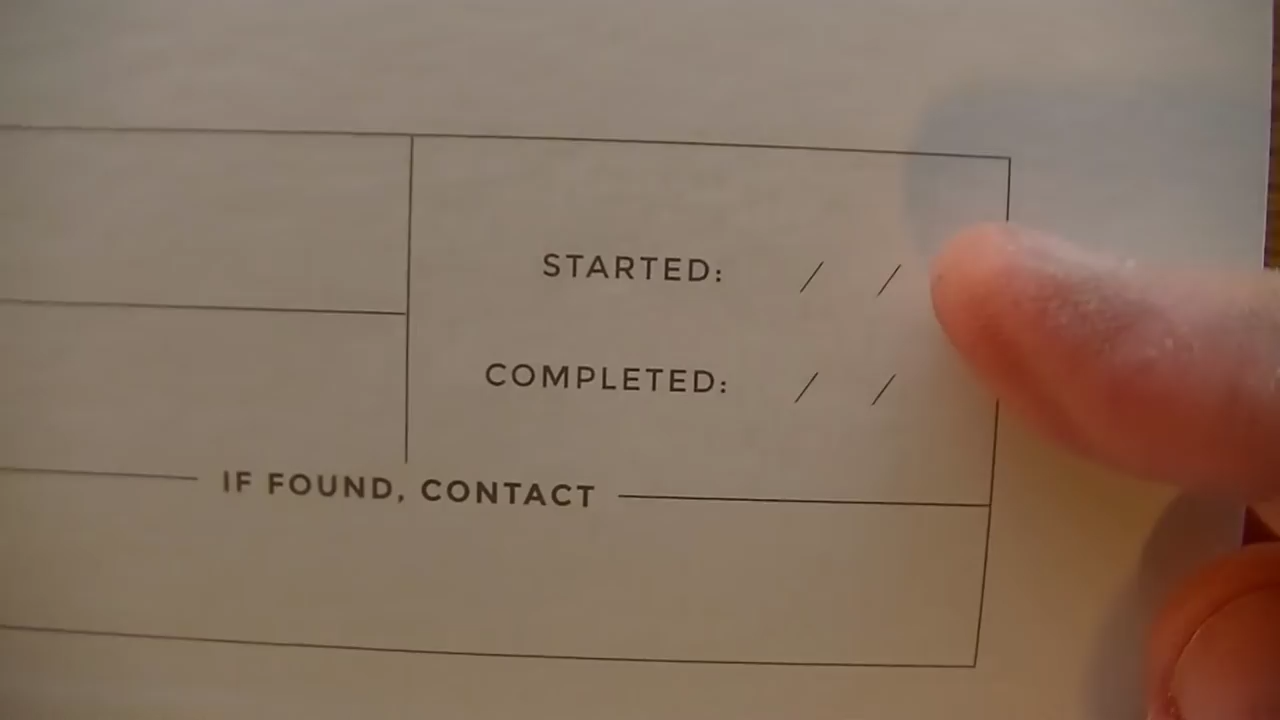 STARTED: / /
COMPLETED: / /
IF FOUND, CONTACT